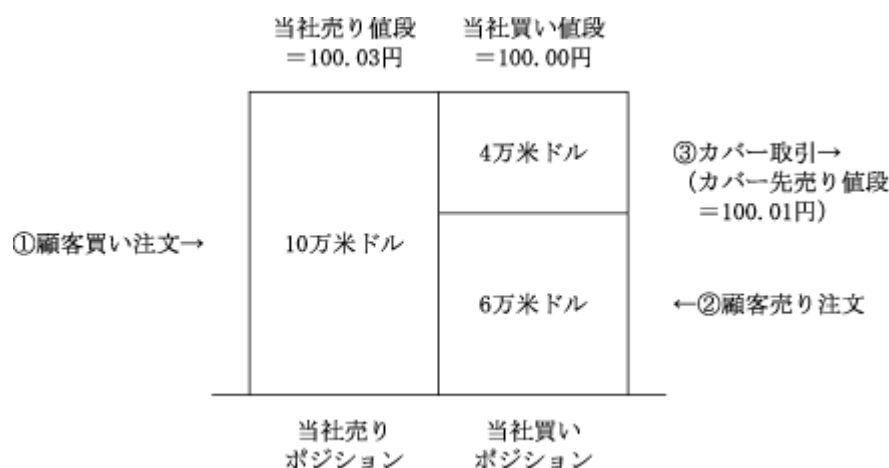 当社売り値段
=100.03円
当社買い値段
=100.00円
4万米ドル
③カバー取引→
(カバー先売り値段
=100.01円)
①顧客買い注文→
10万米ドル
6万米ドル
←②顧客売り注文
当社売り
ポジション
当社買い
ポジション